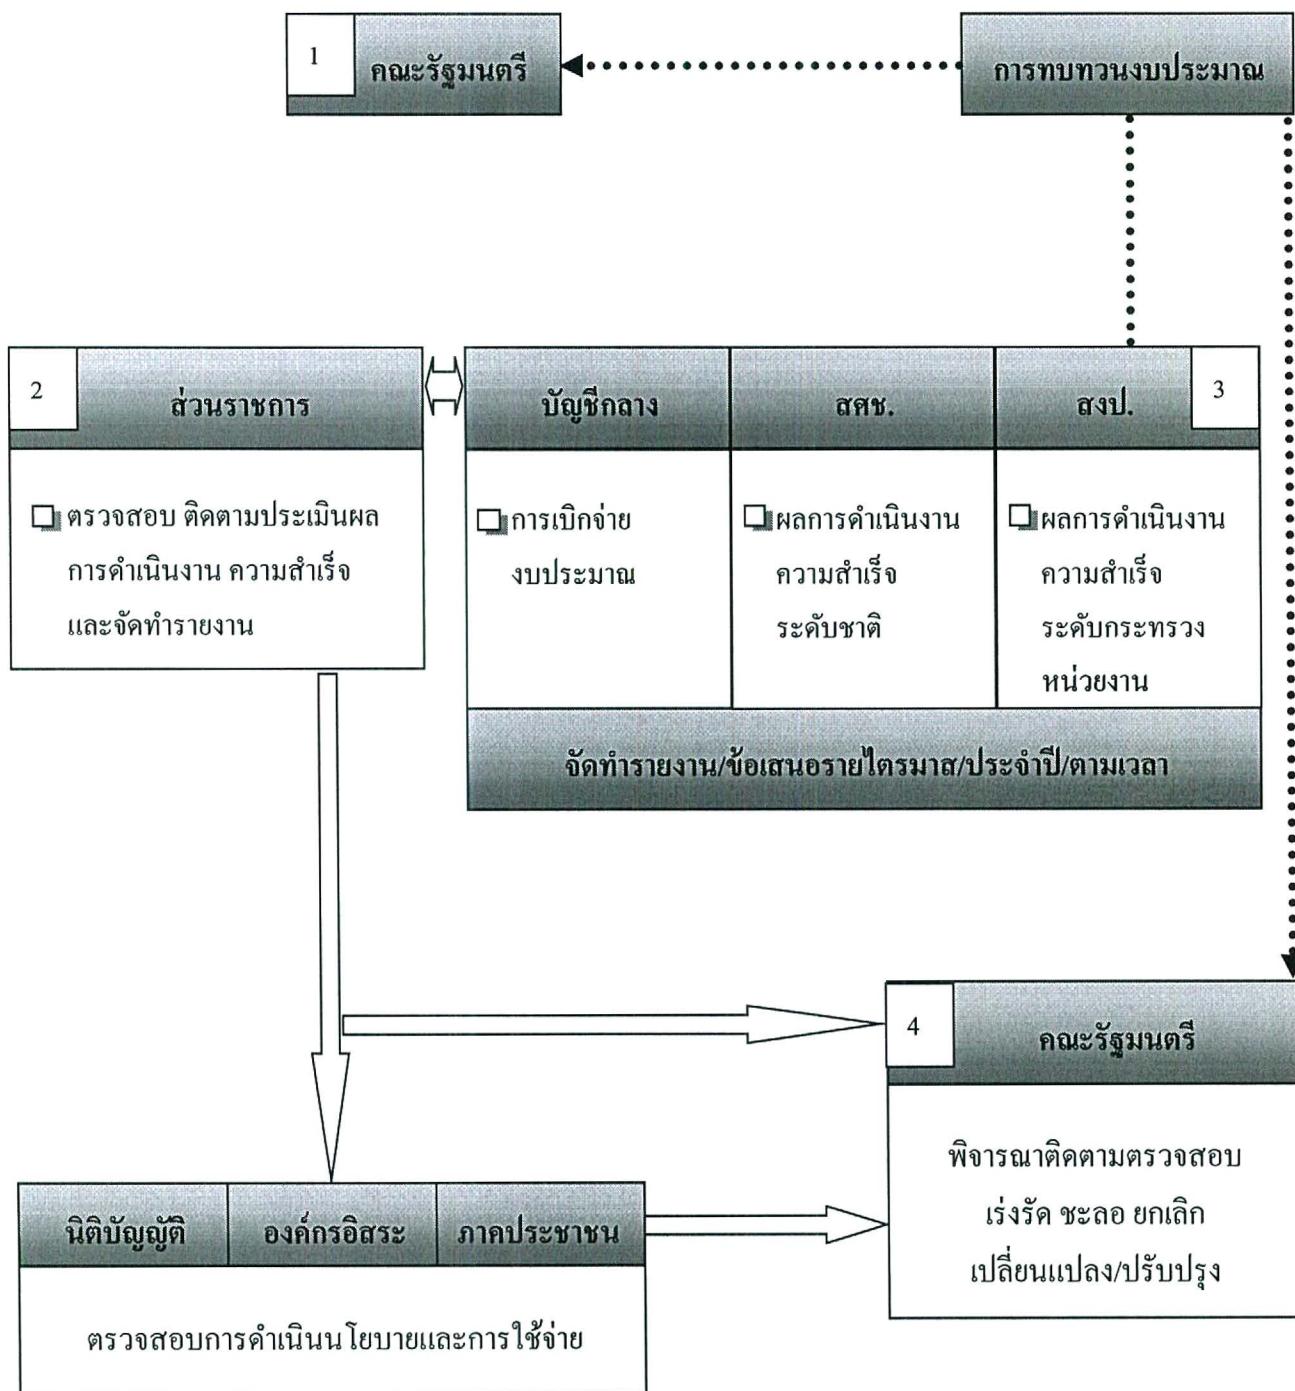 1
คณะรัฐมนตรี
การทบทวนงบประมาณ
2
ส่วนราชการ
ตรวจสอบ ติดตามประเมินผล
การดำเนินงาน ความสำเร็จ
และจัดทำรายงาน
บัญชีกลาง
สศช.
สงป.
3
การเบิกจ่าย
งบประมาณ
ผลการดำเนินงาน
ความสำเร็จ
ระดับชาติ
ผลการดำเนินงาน
ความสำเร็จ
ระดับกระทรวง
หน่วยงาน
จัดทำรายงาน/ข้อเสนอรายไตรมาส/ประจำปี/ตามเวลา
4
คณะรัฐมนตรี
พิจารณาติดตามตรวจสอบ
เร่งรัด ชะลอ ยกเลิก
เปลี่ยนแปลง/ปรับปรุง
นิติบัญญัติ
องค์กรอิสระ
ภาคประชาชน
ตรวจสอบการดำเนินนโยบายและการใช้จ่าย